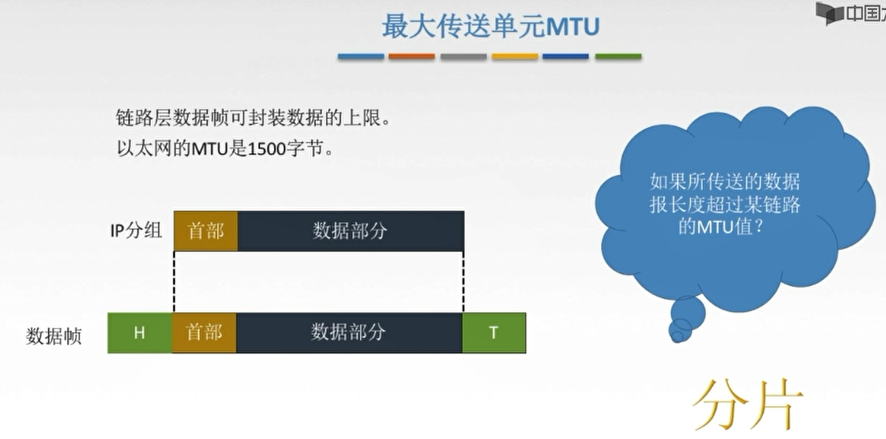 中国
最大传送单元MTU
链路层数据帧可封装数据的上限。
以太网的MTU是1500字节。
如果所传送的数据
报长度超过某链路
的MTU值?
IP分组
首部
数据部分
数据帧
H
首部
数据部分
T
分片